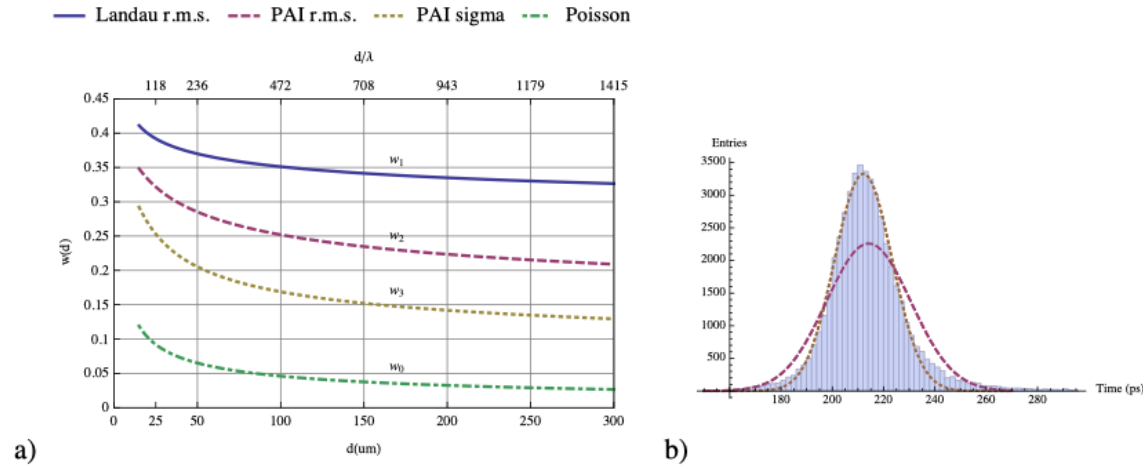 Landau r.m.s. PAI r.m.s. PAI sigma Poisson
d/λ
118 236 472 708 943 1179 1415
0.45
0.4
0.35
0.3
0.25
0.2
0.15
0.1
0.05
0
w(d)
w₁
w₂
w₃
w₀
0 25 50 100 150 200 250 300
d(um)
a)
Entries
3500
3000
2500
2000
1500
1000
500
180 200 220 240 260 280
Time (ps)
b)